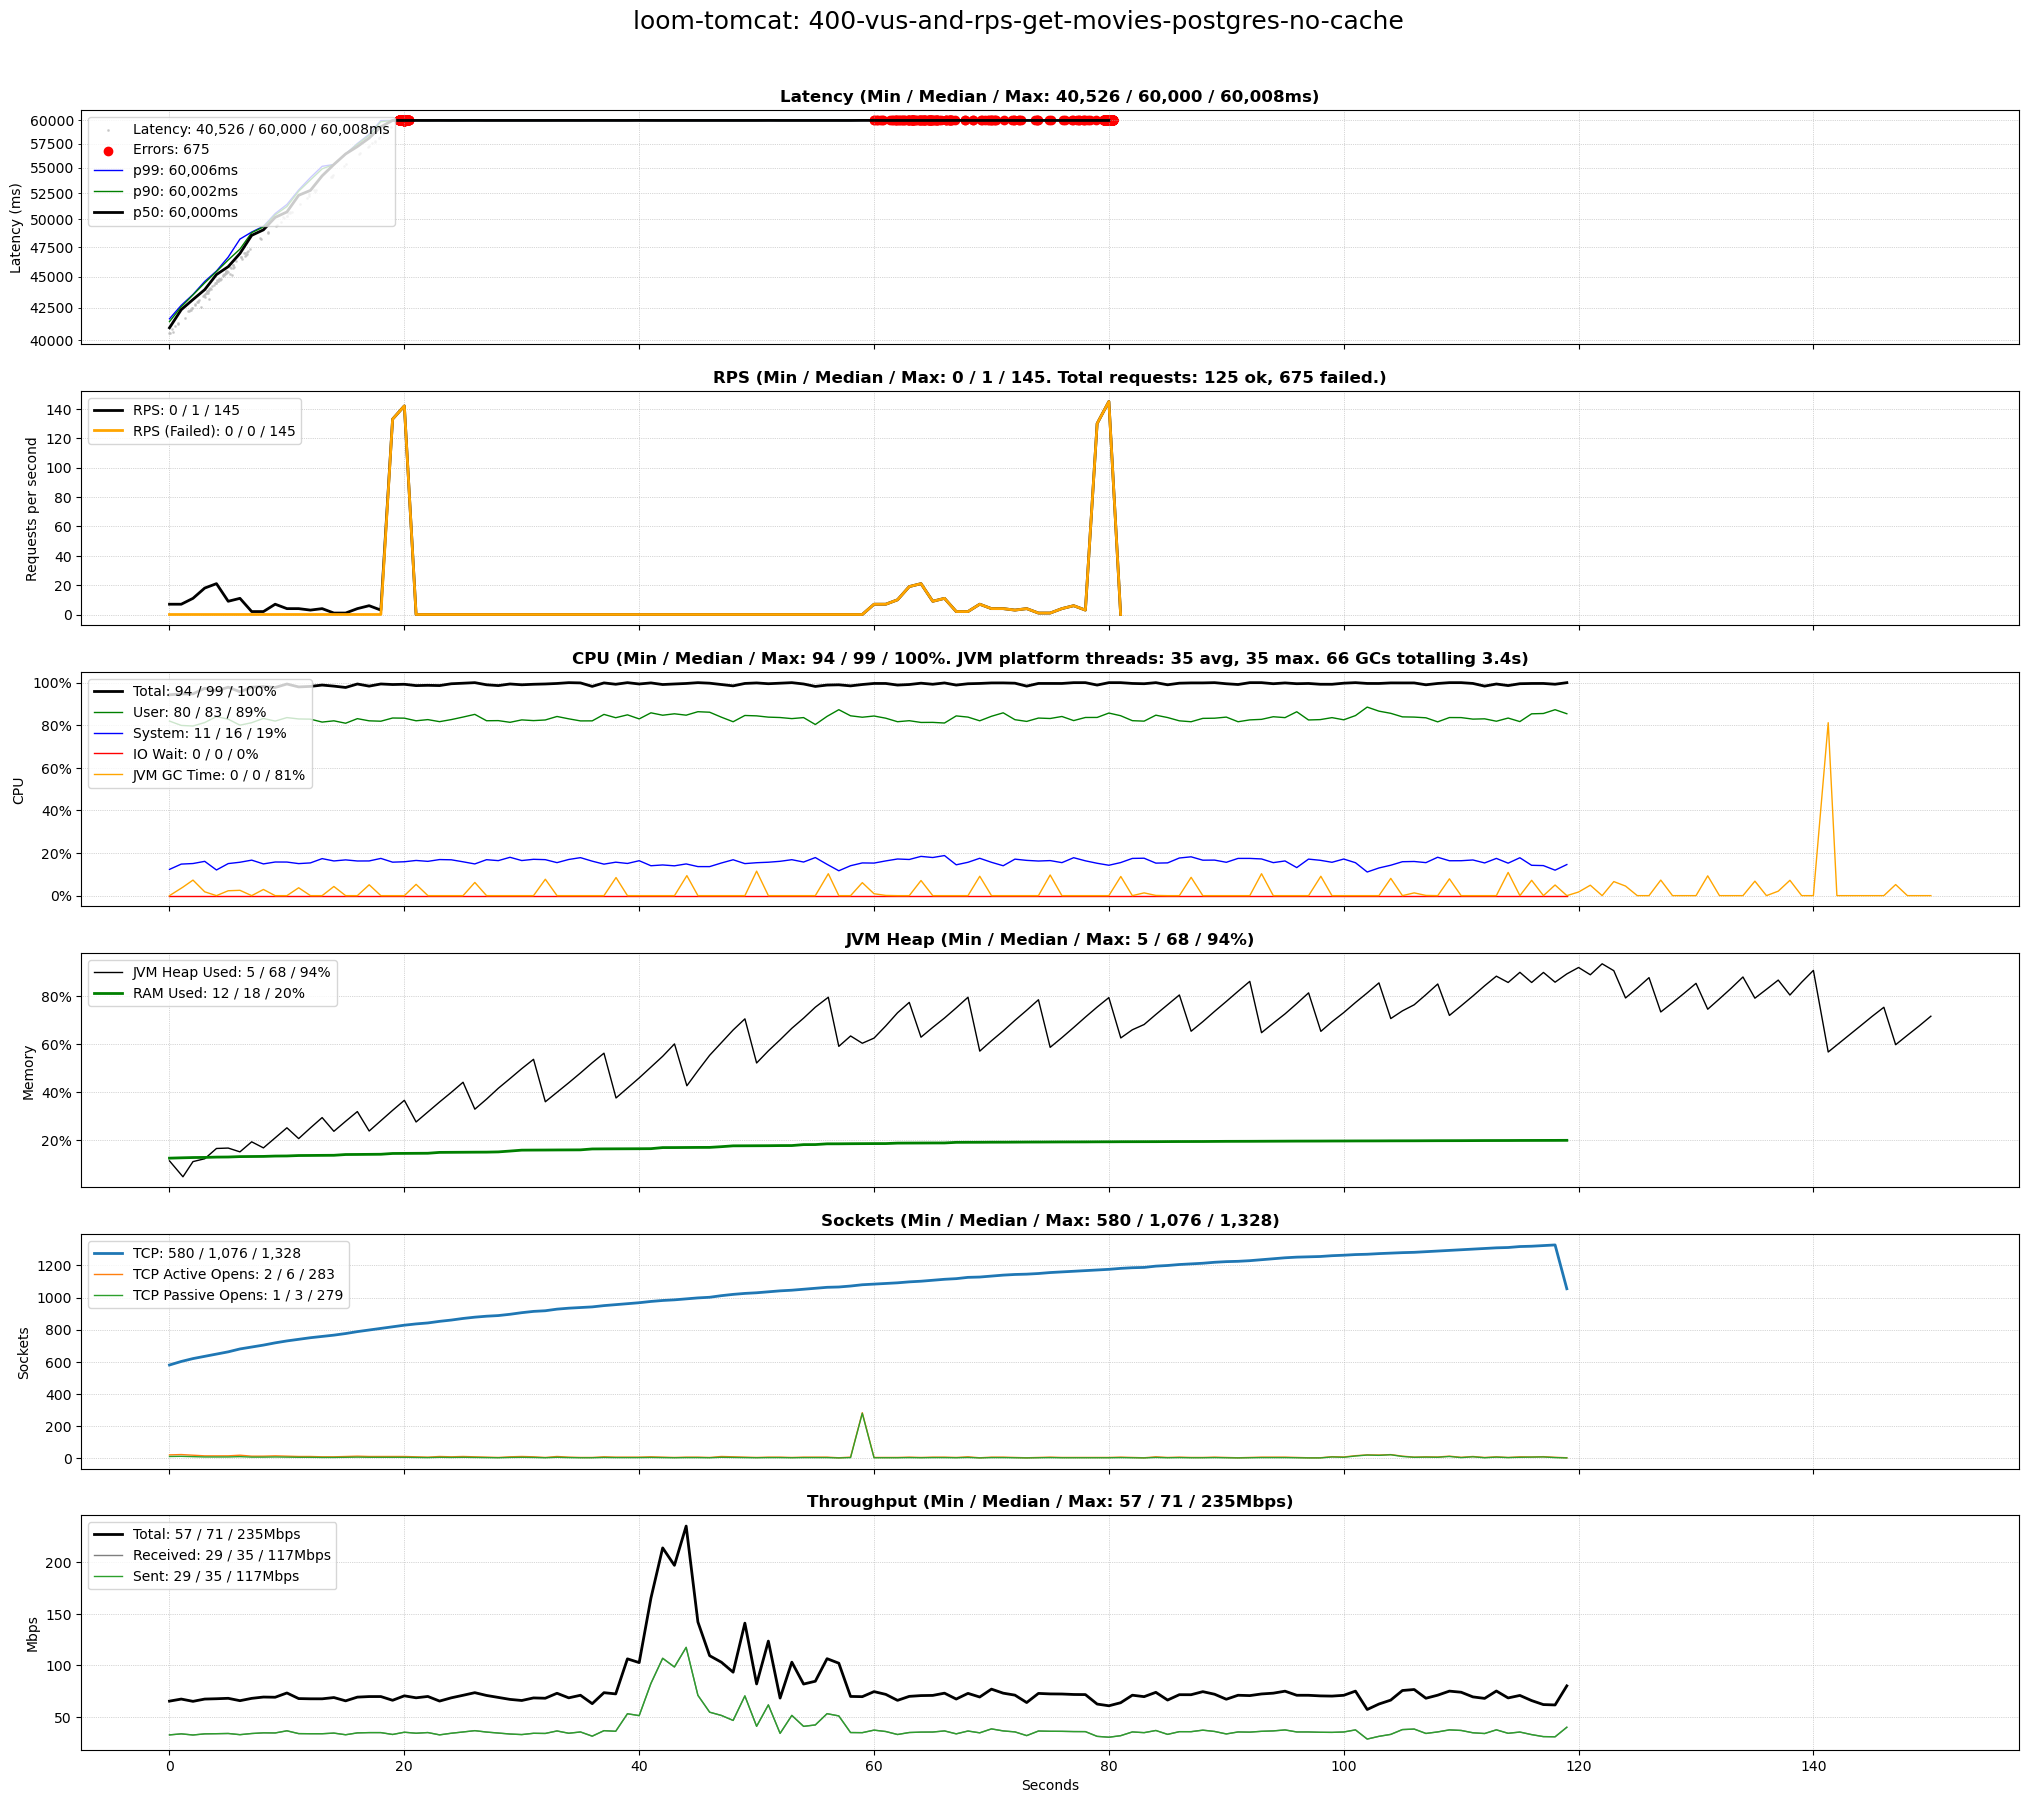 loom-tomcat: 400-vus-and-rps-get-movies-postgres-no-cache
Latency (Min / Median / Max: 40,526 / 60,000 / 60,008ms)
Latency (ms)
60000
57500
55000
52500
50000
47500
45000
42500
40000
Latency: 40,526 / 60,000 / 60,008ms
Errors: 675
p99: 60,006ms
p90: 60,002ms
p50: 60,000ms
RPS (Min / Median / Max: 0 / 1 / 145. Total requests: 125 ok, 675 failed.)
Requests per second
140
120
100
80
60
40
20
0
RPS: 0 / 1 / 145
RPS (Failed): 0 / 0 / 145
CPU (Min / Median / Max: 94 / 99 / 100%. JVM platform threads: 35 avg, 35 max. 66 GCs totalling 3.4s)
CPU
100%
80%
60%
40%
20%
0%
Total: 94 / 99 / 100%
User: 80 / 83 / 89%
System: 11 / 16 / 19%
IO Wait: 0 / 0 / 0%
JVM GC Time: 0 / 0 / 81%
JVM Heap (Min / Median / Max: 5 / 68 / 94%)
Memory
80%
60%
40%
20%
JVM Heap Used: 5 / 68 / 94%
RAM Used: 12 / 18 / 20%
Sockets (Min / Median / Max: 580 / 1,076 / 1,328)
Sockets
1200
1000
800
600
400
200
0
TCP: 580 / 1,076 / 1,328
TCP Active Opens: 2 / 6 / 283
TCP Passive Opens: 1 / 3 / 279
Throughput (Min / Median / Max: 57 / 71 / 235Mbps)
Mbps
200
150
100
50
Total: 57 / 71 / 235Mbps
Received: 29 / 35 / 117Mbps
Sent: 29 / 35 / 117Mbps
0 20 40 60 80 100 120 140
Seconds